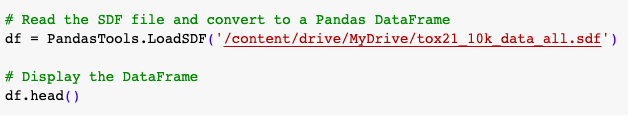 # Read the SDF file and convert to a Pandas DataFrame
df = PandasTools.LoadSDF('/content/drive/MyDrive/tox21_10k_data_all.sdf')
# Display the DataFrame
df.head()